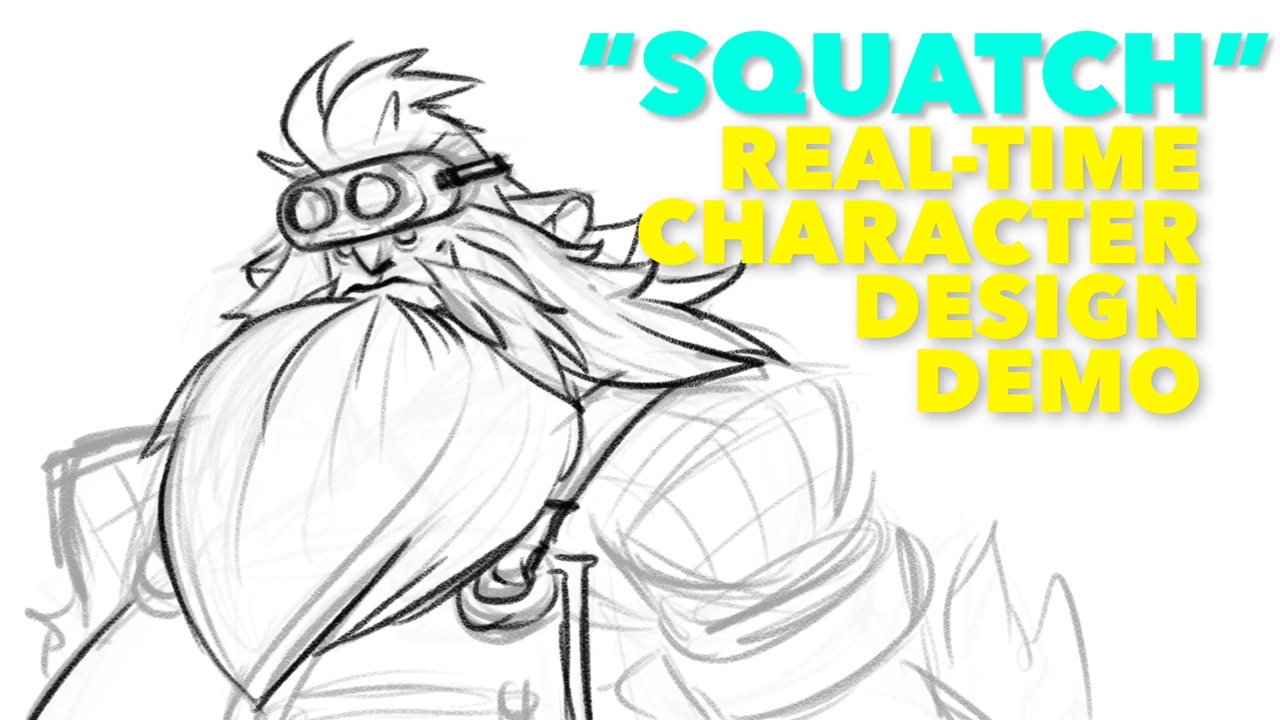 “SQUATCH”
REAL-TIME
CHARACTER
DESIGN
DEMO